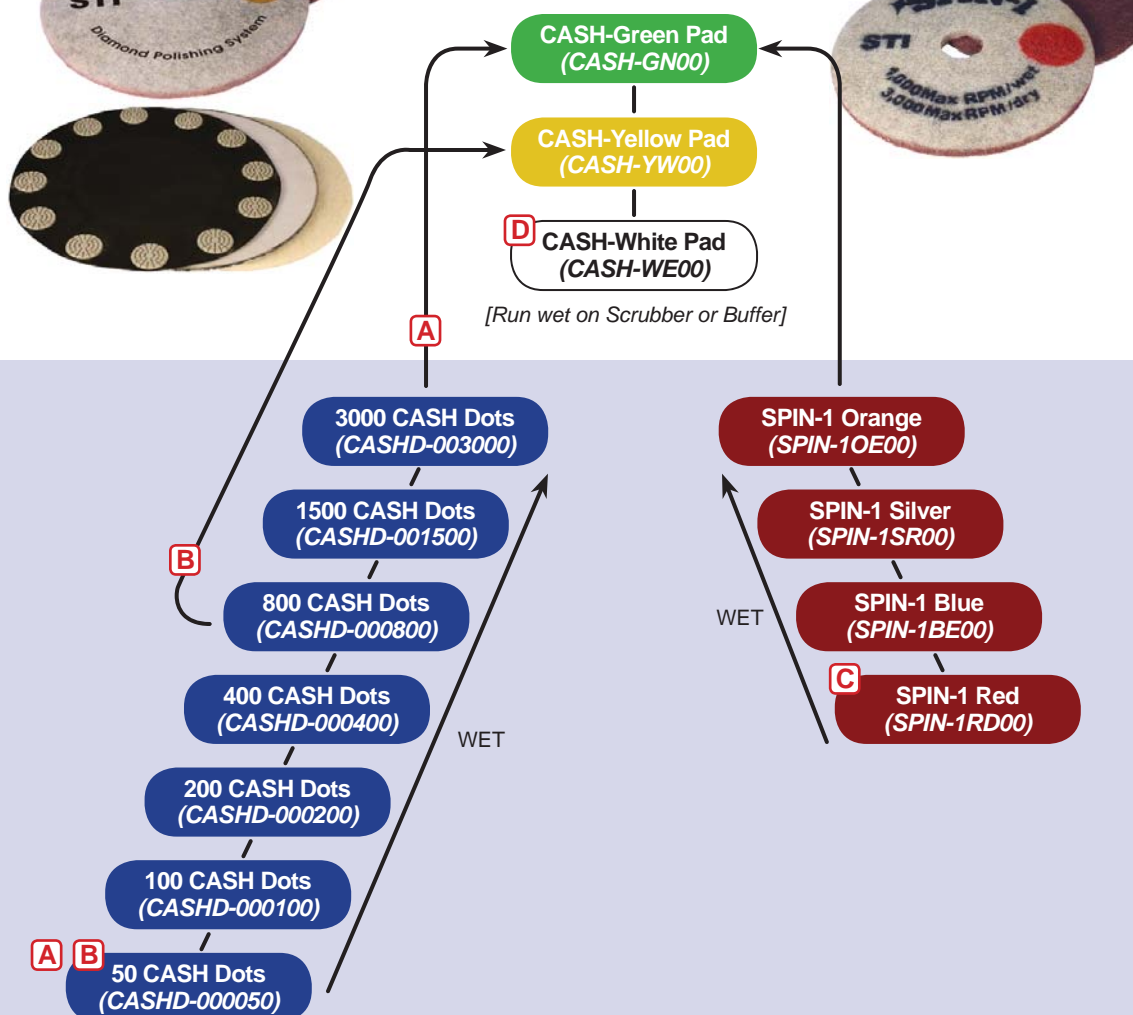 STI
Diamond Polishing System
STI
1,000Max RPM/wet
3,000Max RPM/dry
CASH-Green Pad
(CASH-GN00)
CASH-Yellow Pad
(CASH-YW00)
D
CASH-White Pad
(CASH-WE00)
[Run wet on Scrubber or Buffer]
A
B
3000 CASH Dots
(CASHD-003000)
1500 CASH Dots
(CASHD-001500)
800 CASH Dots
(CASHD-000800)
400 CASH Dots
(CASHD-000400)
200 CASH Dots
(CASHD-000200)
100 CASH Dots
(CASHD-000100)
A B
50 CASH Dots
(CASHD-000050)
WET
SPIN-1 Orange
(SPIN-1OE00)
SPIN-1 Silver
(SPIN-1SR00)
SPIN-1 Blue
(SPIN-1BE00)
C
SPIN-1 Red
(SPIN-1RD00)
WET